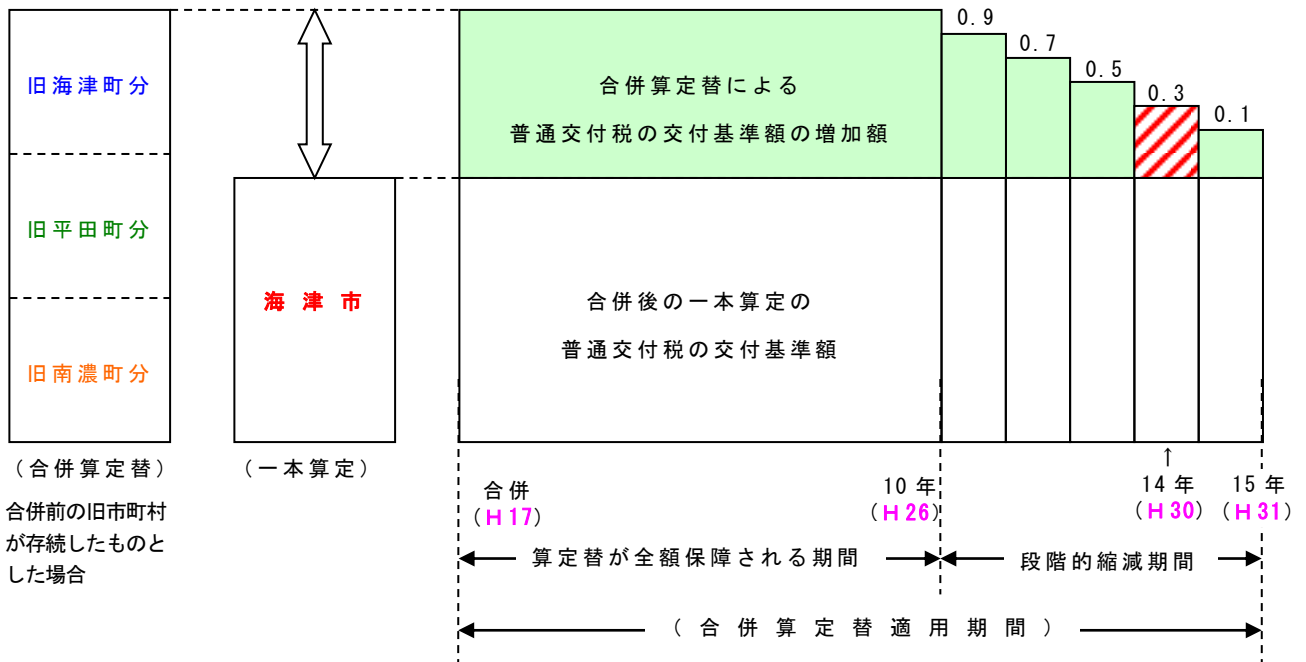 旧海津町分
旧平田町分
旧南濃町分
(合併算定替)
合併前の旧市町村
が存続したものと
した場合
海津市
(一本算定)
合併算定替による
普通交付税の交付基準額の増加額
合併後の一本算定の
普通交付税の交付基準額
0.9
0.7
0.5
0.3
0.1
合併
(H17)
10年
(H26)
↑
14年
(H30)
15年
(H31)
算定替が全額保障される期間
段階的縮減期間
(合併算定替適用期間)